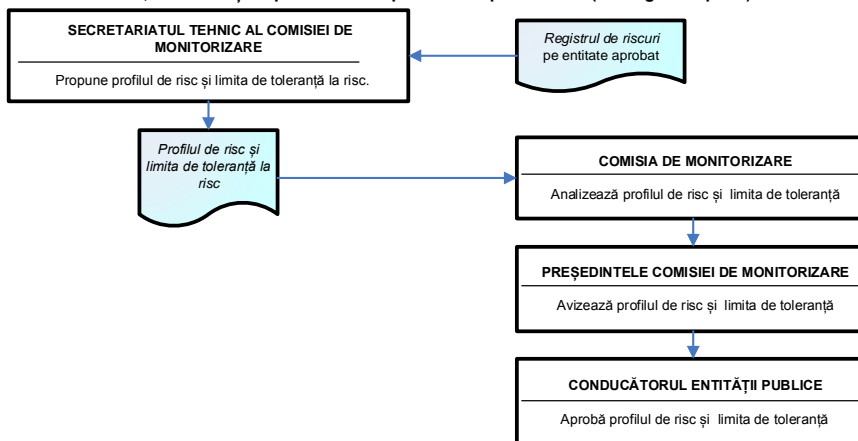 SECRETARIATUL TEHNIC AL COMISIEI DE
MONITORIZARE
Propune profilul de risc și limita de toleranță la risc.
Registrul de riscuri
pe entitate aprobat
Profilul de risc și
limita de toleranță la
risc
COMISIA DE MONITORIZARE
Analizează profilul de risc și limita de toleranță
PREȘEDINTELE COMISIEI DE MONITORIZARE
Avizează profilul de risc și limita de toleranță
CONDUCĂTORUL ENTITĂȚII PUBLICE
Aprobă profilul de risc și limita de toleranță